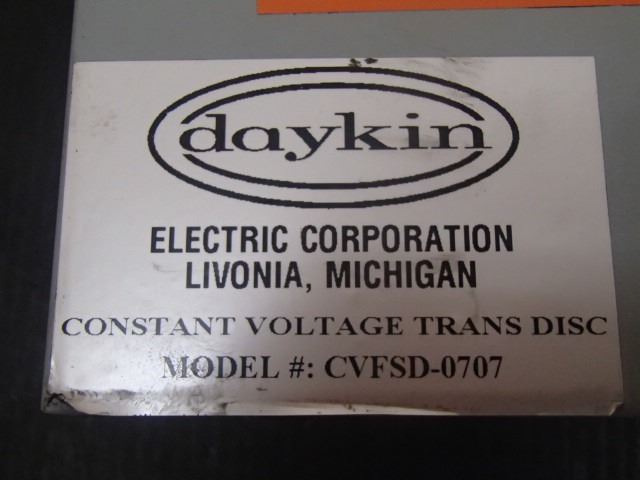 daykin
ELECTRIC CORPORATION
LIVONIA, MICHIGAN
CONSTANT VOLTAGE TRANS DISC
MODEL #: CVFSD-0707